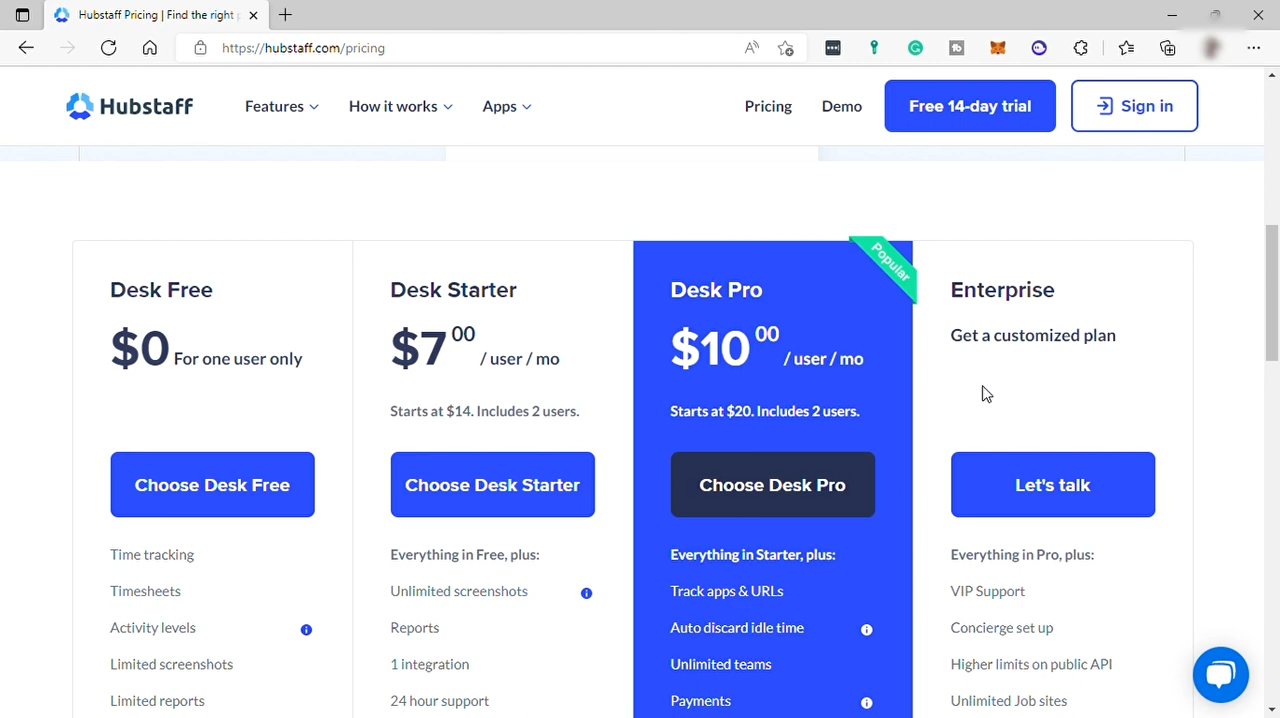 Hubstaff Pricing | Find the right
https://hubstaff.com/pricing
Hubstaff
Features
How it works
Apps
Pricing
Demo
Free 14-day trial
Sign in
Popular
Desk Free
$0 For one user only
Choose Desk Free
Time tracking
Timesheets
Activity levels
Limited screenshots
Limited reports
Desk Starter
$7 00 / user / mo
Starts at $14. Includes 2 users.
Choose Desk Starter
Everything in Free, plus:
Unlimited screenshots
Reports
1 integration
24 hour support
Desk Pro
$10 00 / user / mo
Starts at $20. Includes 2 users.
Choose Desk Pro
Everything in Starter, plus:
Track apps & URLs
Auto discard idle time
Unlimited teams
Payments
Enterprise
Get a customized plan
Let's talk
Everything in Pro, plus:
VIP Support
Concierge set up
Higher limits on public API
Unlimited Job sites